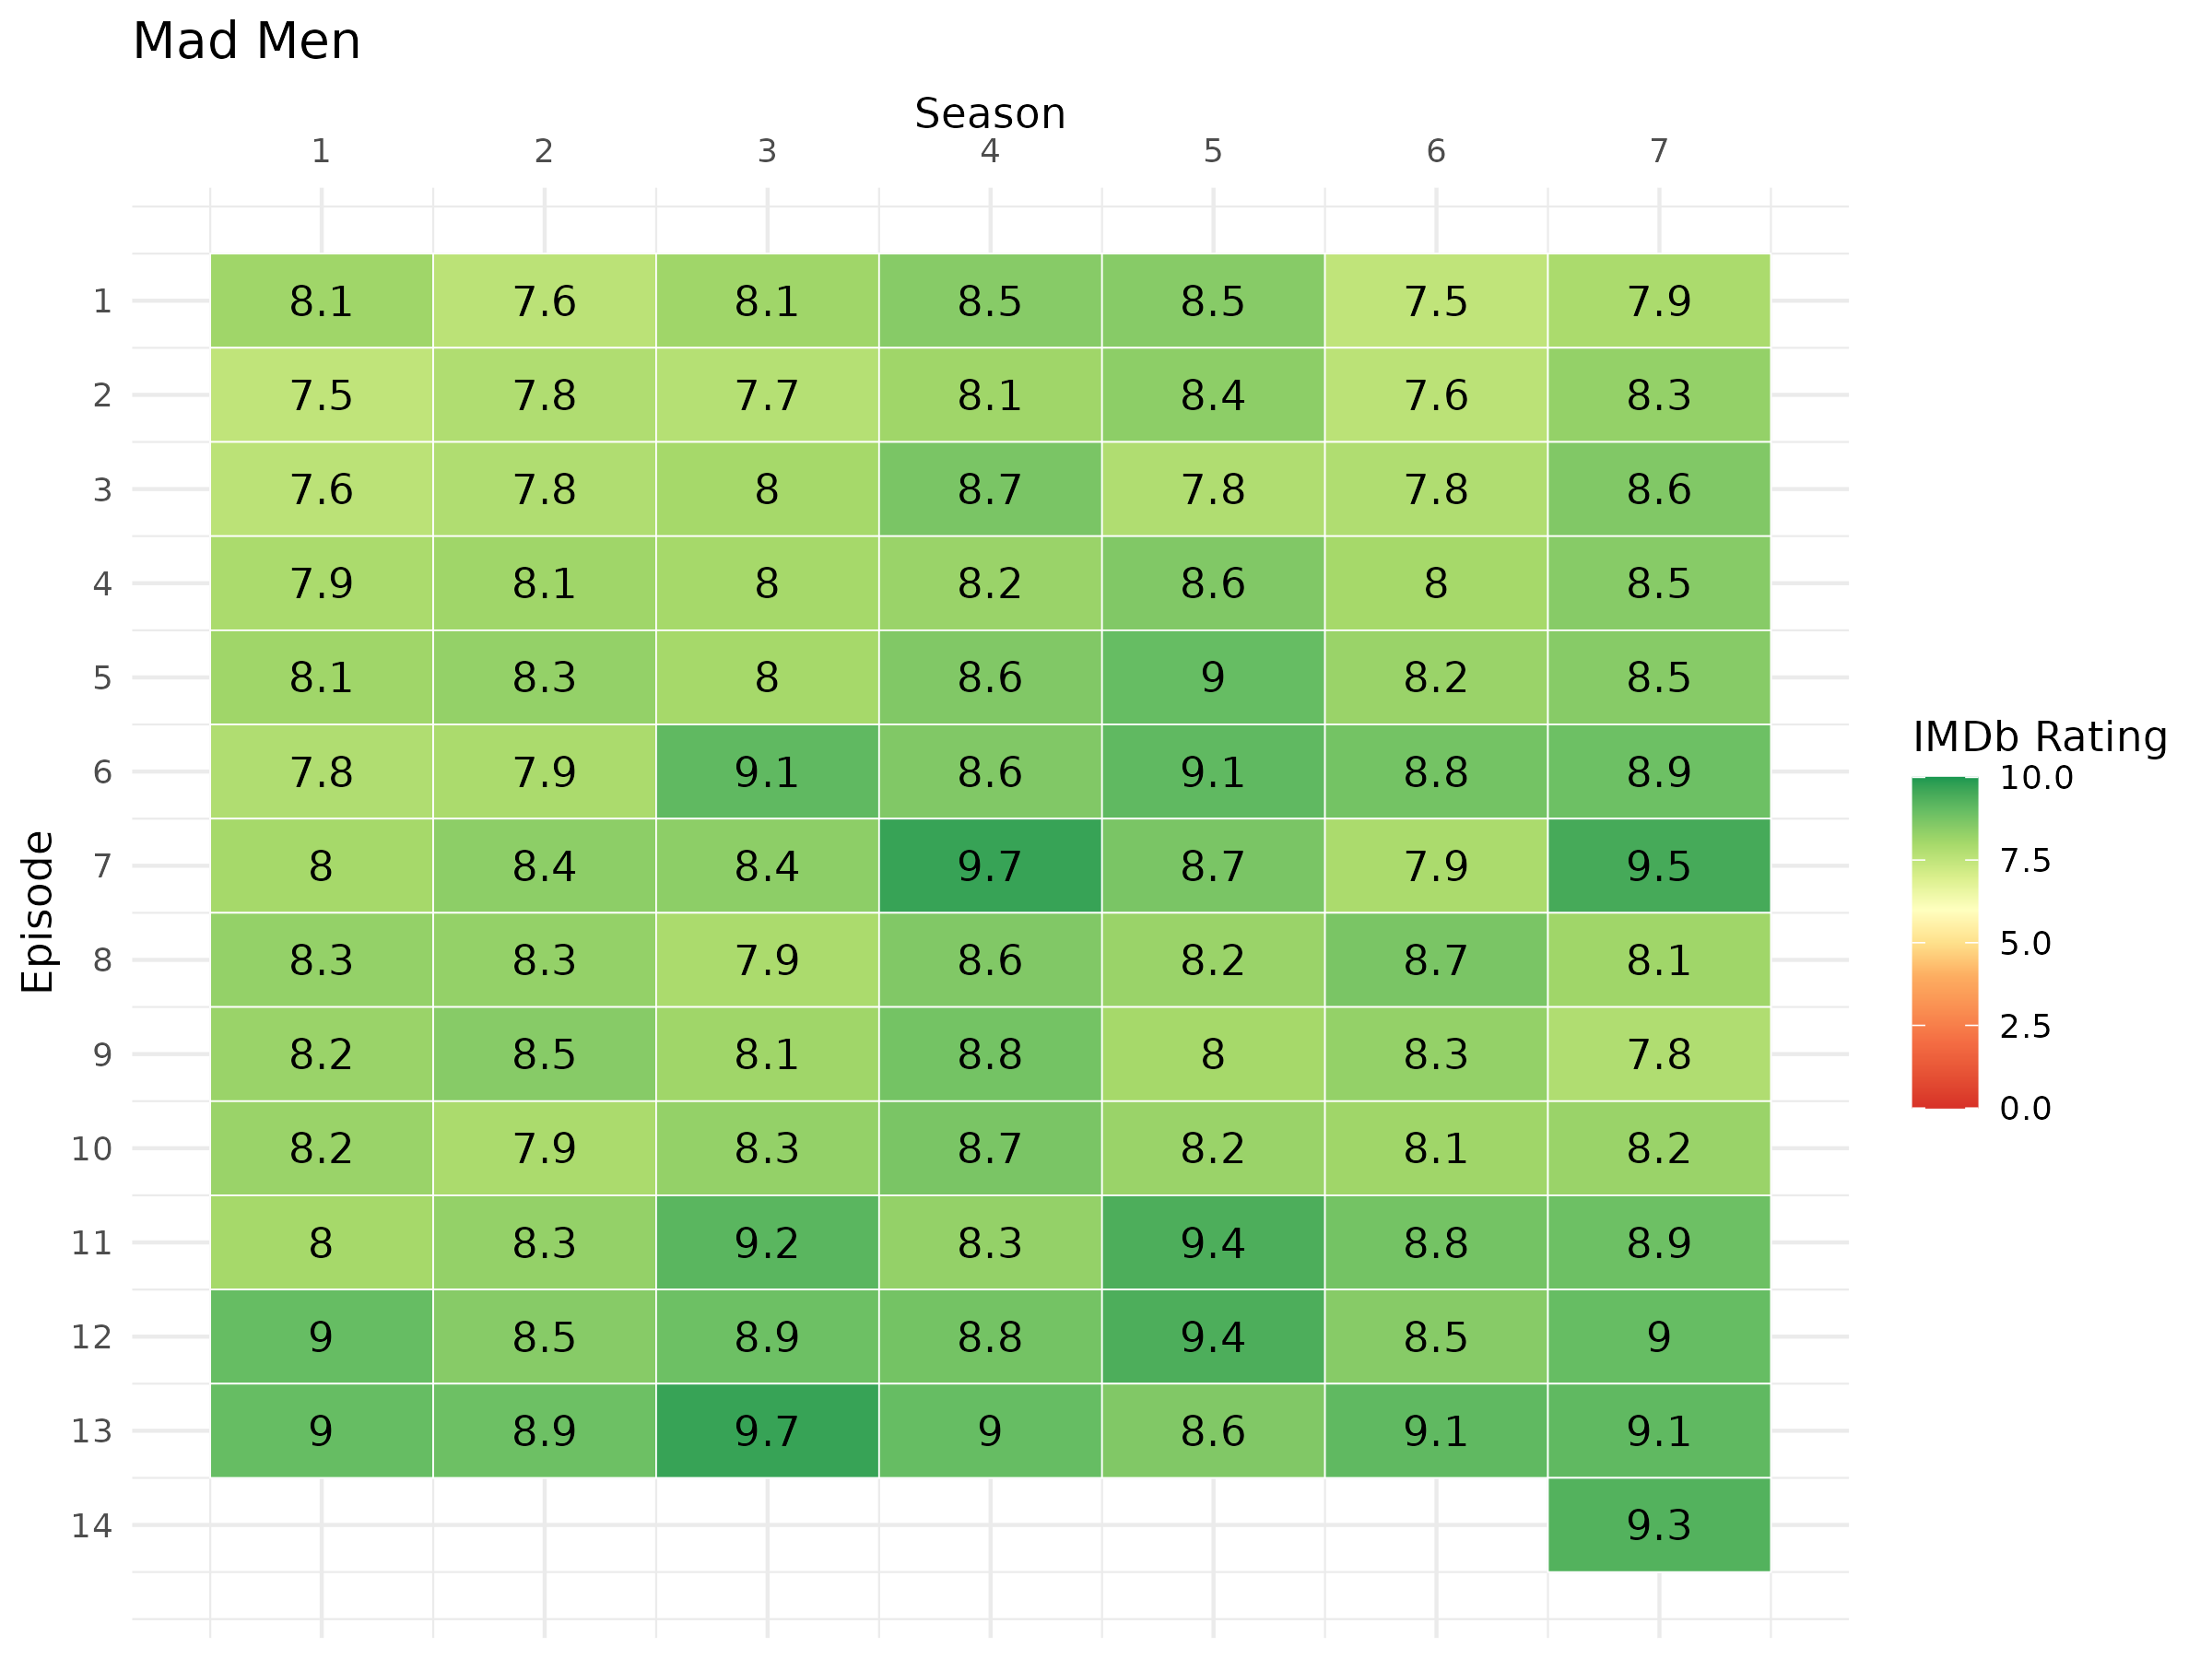 Mad Men
Season
1 2 3 4 5 6 7
1 8.1 7.6 8.1 8.5 8.5 7.5 7.9
2 7.5 7.8 7.7 8.1 8.4 7.6 8.3
3 7.6 7.8 8 8.7 7.8 7.8 8.6
4 7.9 8.1 8 8.2 8.6 8 8.5
5 8.1 8.3 8 8.6 9 8.2 8.5
6 7.8 7.9 9.1 8.6 9.1 8.8 8.9
7 8 8.4 8.4 9.7 8.7 7.9 9.5
8 8.3 8.3 7.9 8.6 8.2 8.7 8.1
9 8.2 8.5 8.1 8.8 8 8.3 7.8
10 8.2 7.9 8.3 8.7 8.2 8.1 8.2
11 8 8.3 9.2 8.3 9.4 8.8 8.9
12 9 8.5 8.9 8.8 9.4 8.5 9
13 9 8.9 9.7 9 8.6 9.1 9.1
14 9.3
Episode
IMDb Rating
10.0
7.5
5.0
2.5
0.0